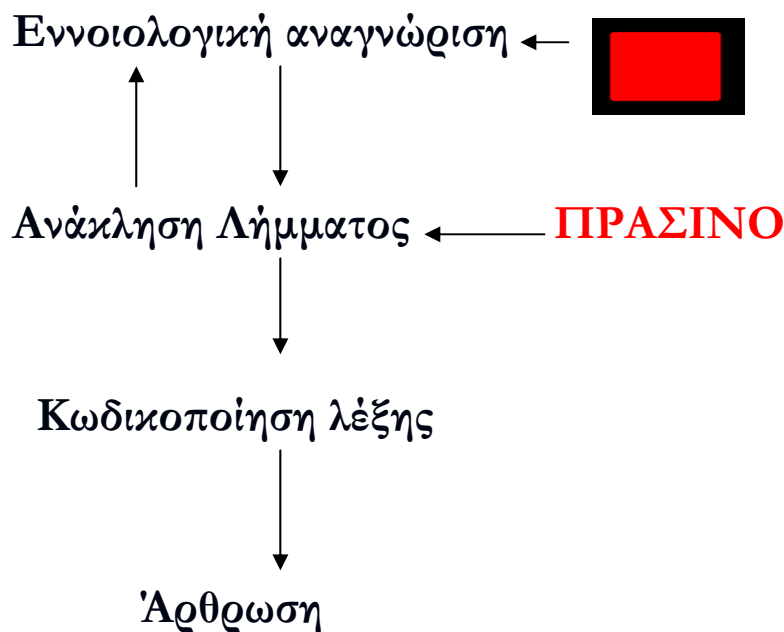 Εννοιολογική αναγνώριση
Ανάκληση Λήμματος
ΠΡΑΣΙΝΟ
Κωδικοποίηση λέξης
Άρθρωση